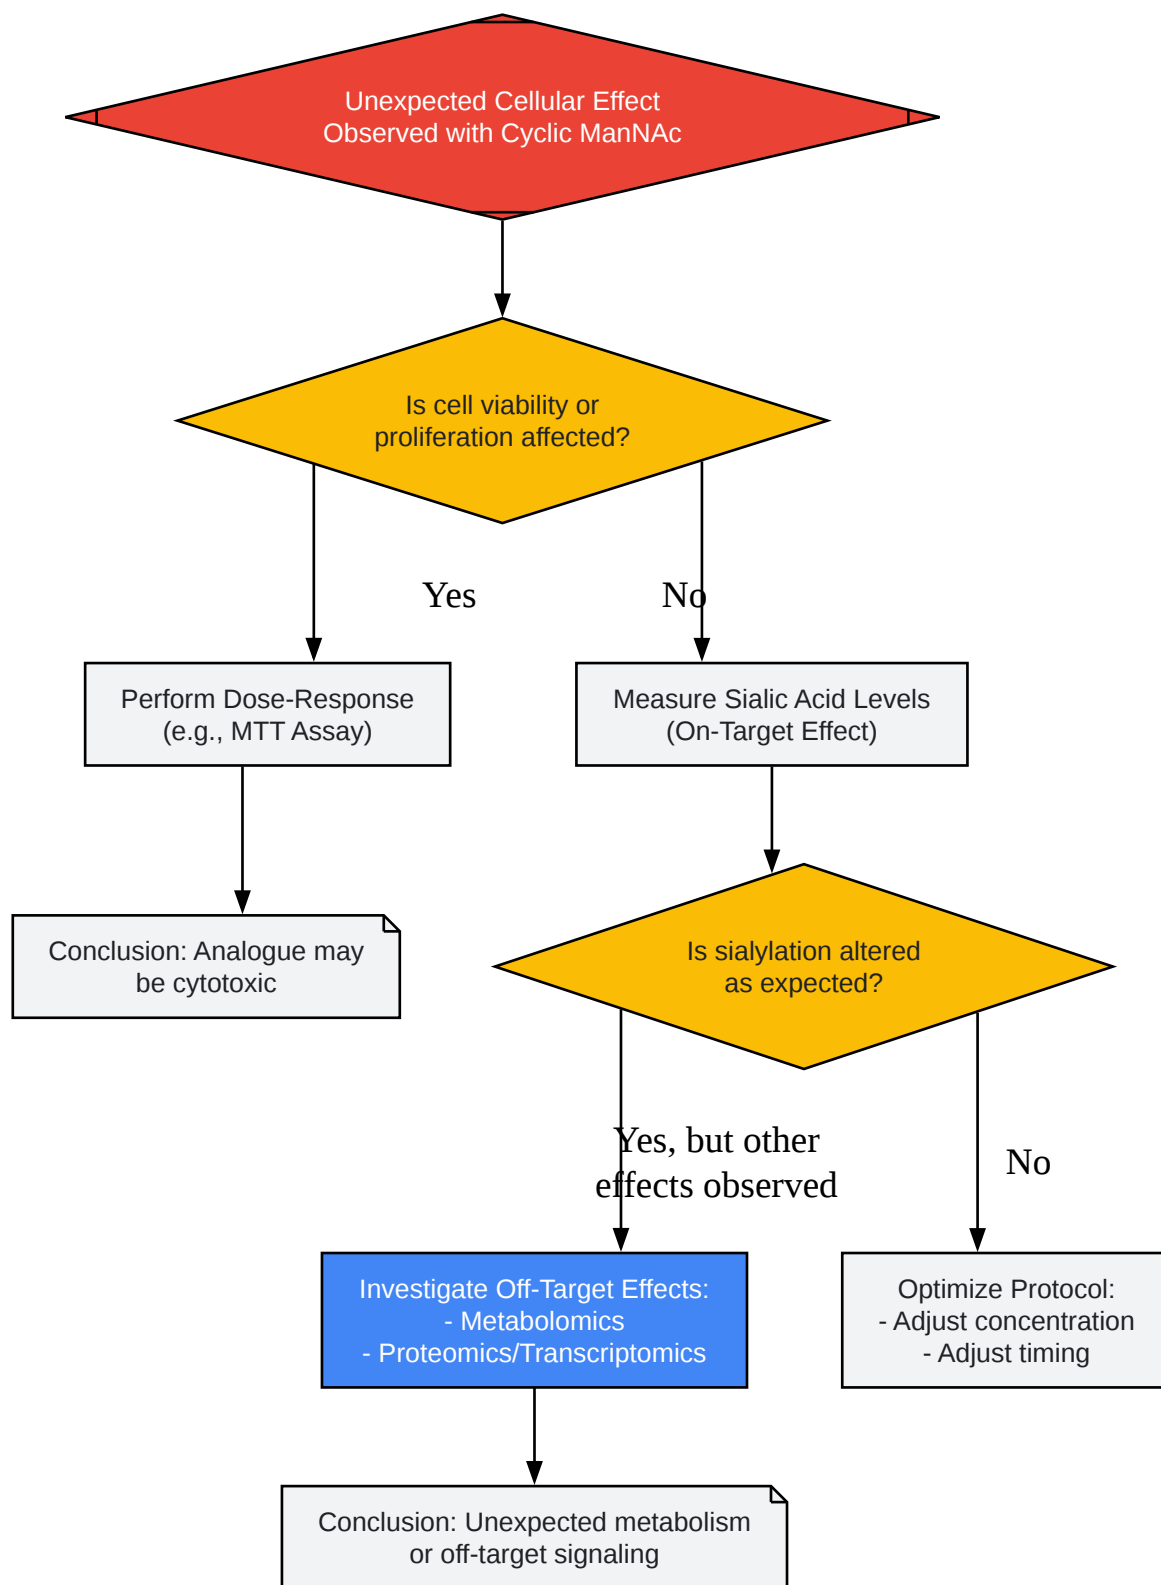 Unexpected Cellular Effect
Observed with Cyclic ManNAc
Is cell viability or
proliferation affected?
Yes
No
Perform Dose-Response
(e.g., MTT Assay)
Measure Sialic Acid Levels
(On-Target Effect)
Conclusion: Analogue may
be cytotoxic
Is sialylation altered
as expected?
Yes, but other
effects observed
No
Investigate Off-Target Effects:
- Metabolomics
- Proteomics/Transcriptomics
Optimize Protocol:
- Adjust concentration
- Adjust timing
Conclusion: Unexpected metabolism
or off-target signaling